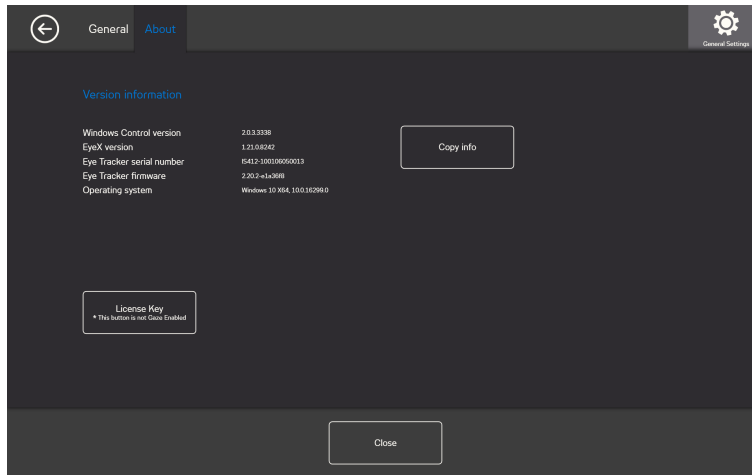 General About
General Settings
Version information
Windows Control version 2.0.3.3338
EyeX version 1.21.0.8242
Eye Tracker serial number IS412-100106050013
Eye Tracker firmware 2.20.2-e1a36f8
Operating system Windows 10 X64, 10.0.16299.0
Copy info
License Key
* This button is not Gaze Enabled
Close